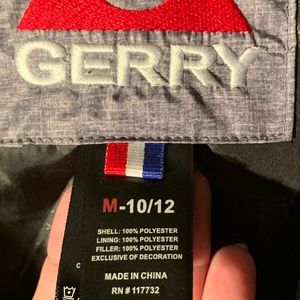 GERRY
M-10/12
SHELL: 100% POLYESTER
LINING: 100% POLYESTER
FILLER: 100% POLYESTER
EXCLUSIVE OF DECORATION
MADE IN CHINA
RN # 117732